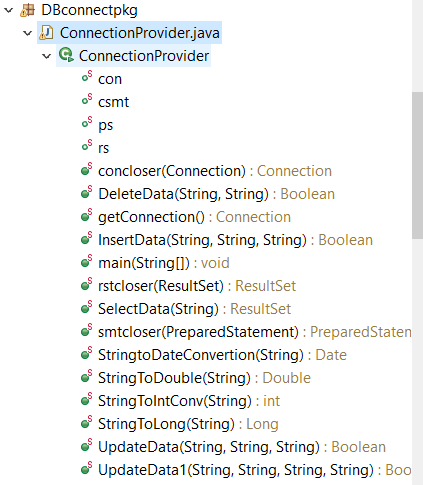 DBconnectpkg
ConnectionProvider.java
ConnectionProvider
con
csmt
ps
rs
concloser(Connection) : Connection
DeleteData(String, String) : Boolean
getConnection() : Connection
InsertData(String, String, String) : Boolean
main(String[]) : void
rstcloser(ResultSet) : ResultSet
SelectData(String) : ResultSet
smtcloser(PreparedStatement) : PreparedStatem
StringtoDateConvertion(String) : Date
StringToDouble(String) : Double
StringToIntConv(String) : int
StringToLong(String) : Long
UpdateData(String, String, String) : Boolean
UpdateData1(String, String, String, String) : Boo